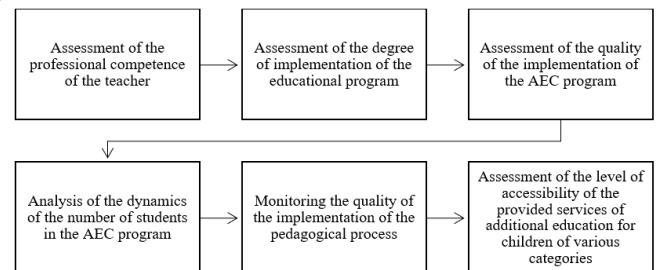 Assessment of the
professional competence
of the teacher
Assessment of the degree
of implementation of the
educational program
Assessment of the quality
of the implementation of
the AEC program
Analysis of the dynamics
of the number of students
in the AEC program
Monitoring the quality of
the implementation of the
pedagogical process
Assessment of the level of
accessibility of the
provided services of
additional education for
children of various
categories